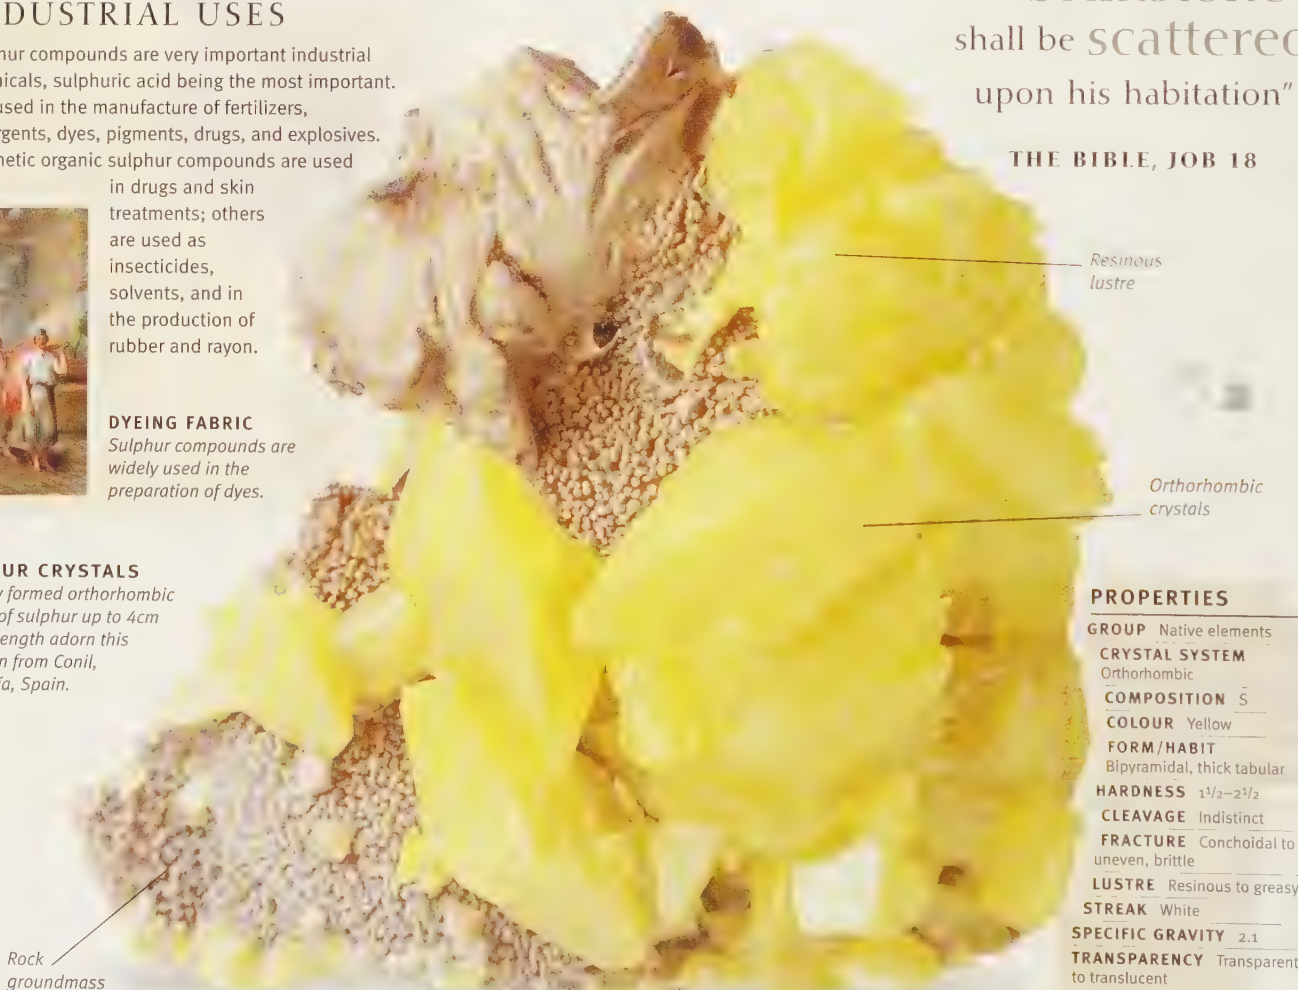 DUSTRIAL USES
hur compounds are very important industrial
nicals, sulphuric acid being the most important.
used in the manufacture of fertilizers,
rgents, dyes, pigments, drugs, and explosives.
netic organic sulphur compounds are used
in drugs and skin
treatments; others
are used as
insecticides,
solvents, and in
the production of
rubber and rayon.
DYEING FABRIC
Sulphur compounds are
widely used in the
preparation of dyes.
UR CRYSTALS
y formed orthorhombic
of sulphur up to 4cm
ength adorn this
n from Conil,
fa, Spain.
Rock
groundmass
shall be scattered
upon his habitation"
THE BIBLE, JOB 18
Resinous
lustre
Orthorhombic
crystals
PROPERTIES
GROUP Native elements
CRYSTAL SYSTEM
Orthorhombic
COMPOSITION S
COLOUR Yellow
FORM/HABIT
Bipyramidal, thick tabular
HARDNESS 1½–2½
CLEAVAGE Indistinct
FRACTURE Conchoidal to
uneven, brittle
LUSTRE Resinous to greasy
STREAK White
SPECIFIC GRAVITY 2.1
TRANSPARENCY Transparent
to translucent